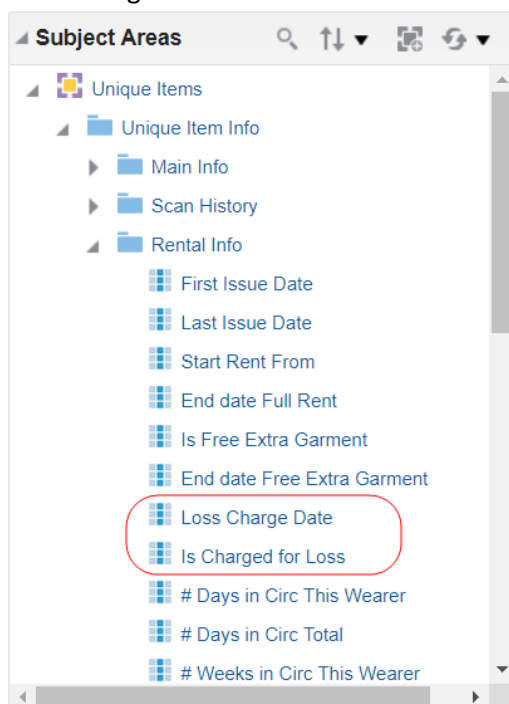 Subject Areas
Unique Items
Unique Item Info
Main Info
Scan History
Rental Info
First Issue Date
Last Issue Date
Start Rent From
End date Full Rent
Is Free Extra Garment
End date Free Extra Garment
Loss Charge Date
Is Charged for Loss
# Days in Circ This Wearer
# Days in Circ Total
# Weeks in Circ This Wearer